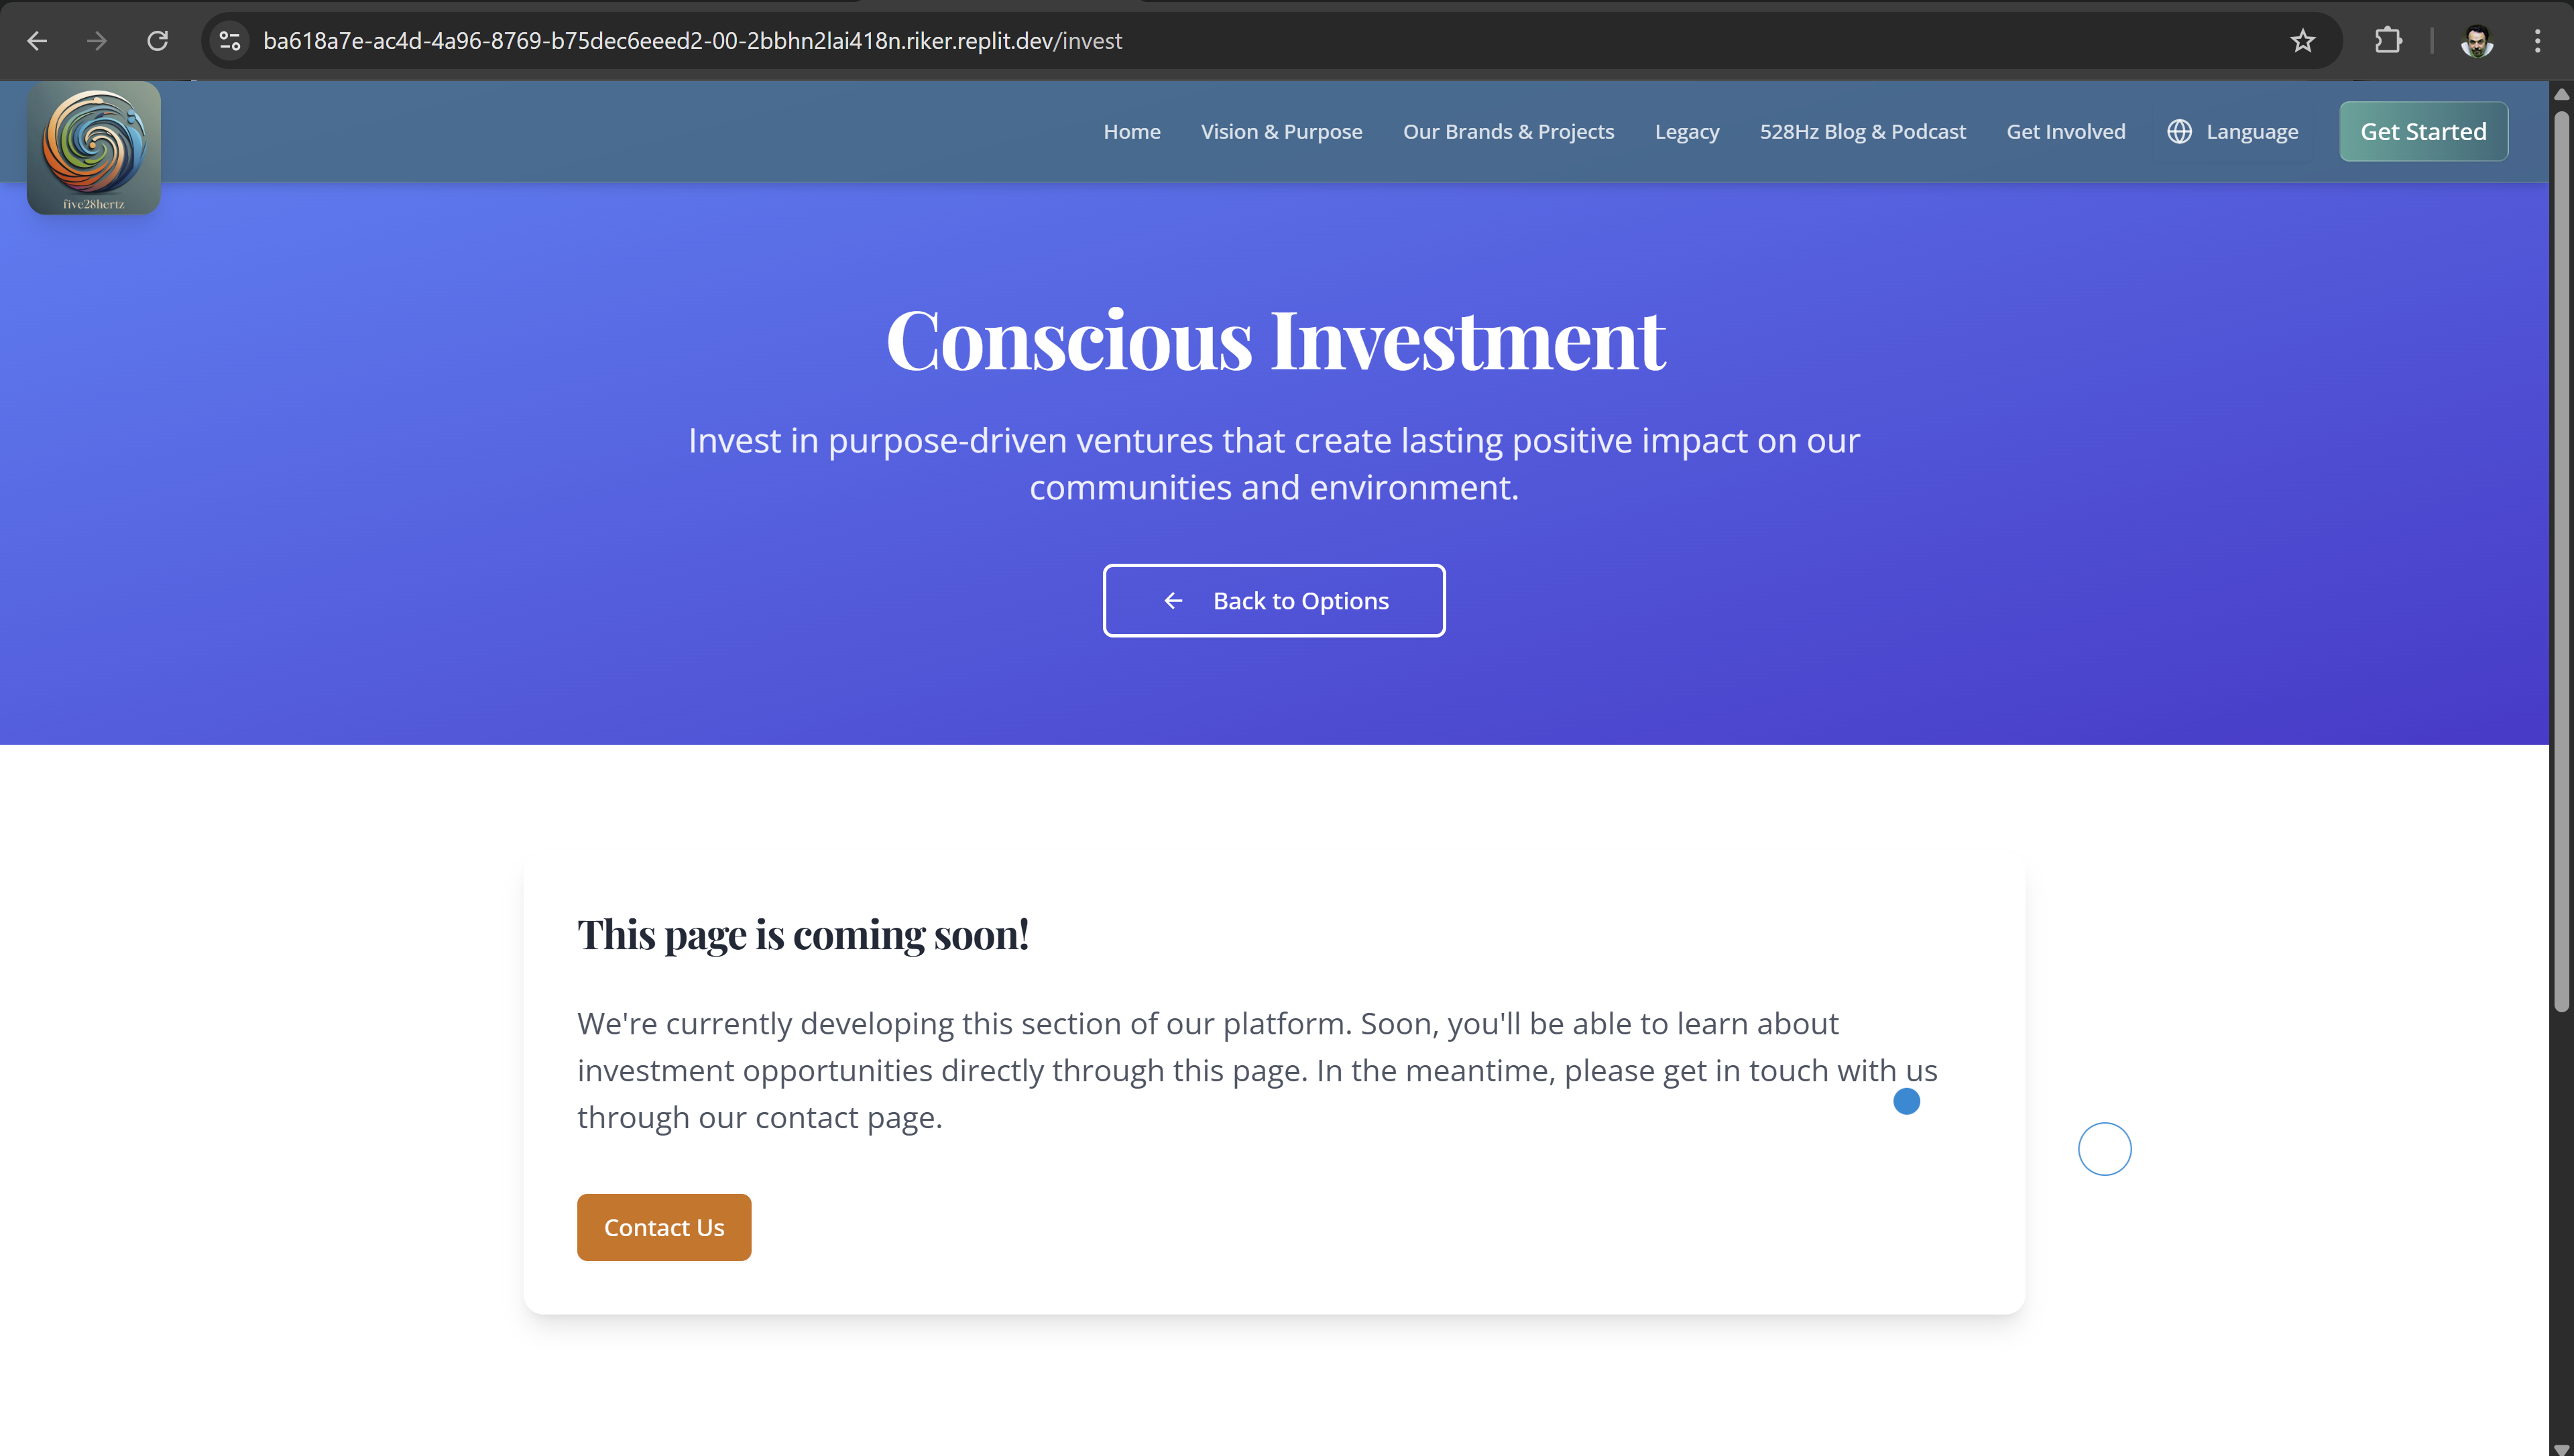 ba618a7e-ac4d-4a96-8769-b75dec6eeed2-00-2bbhn2lai418n.riker.replit.dev/invest
five28hertz
Home Vision & Purpose Our Brands & Projects Legacy 528Hz Blog & Podcast Get Involved Language Get Started
Conscious Investment
Invest in purpose-driven ventures that create lasting positive impact on our
communities and environment.
Back to Options
This page is coming soon!
We're currently developing this section of our platform. Soon, you'll be able to learn about
investment opportunities directly through this page. In the meantime, please get in touch with us
through our contact page.
Contact Us